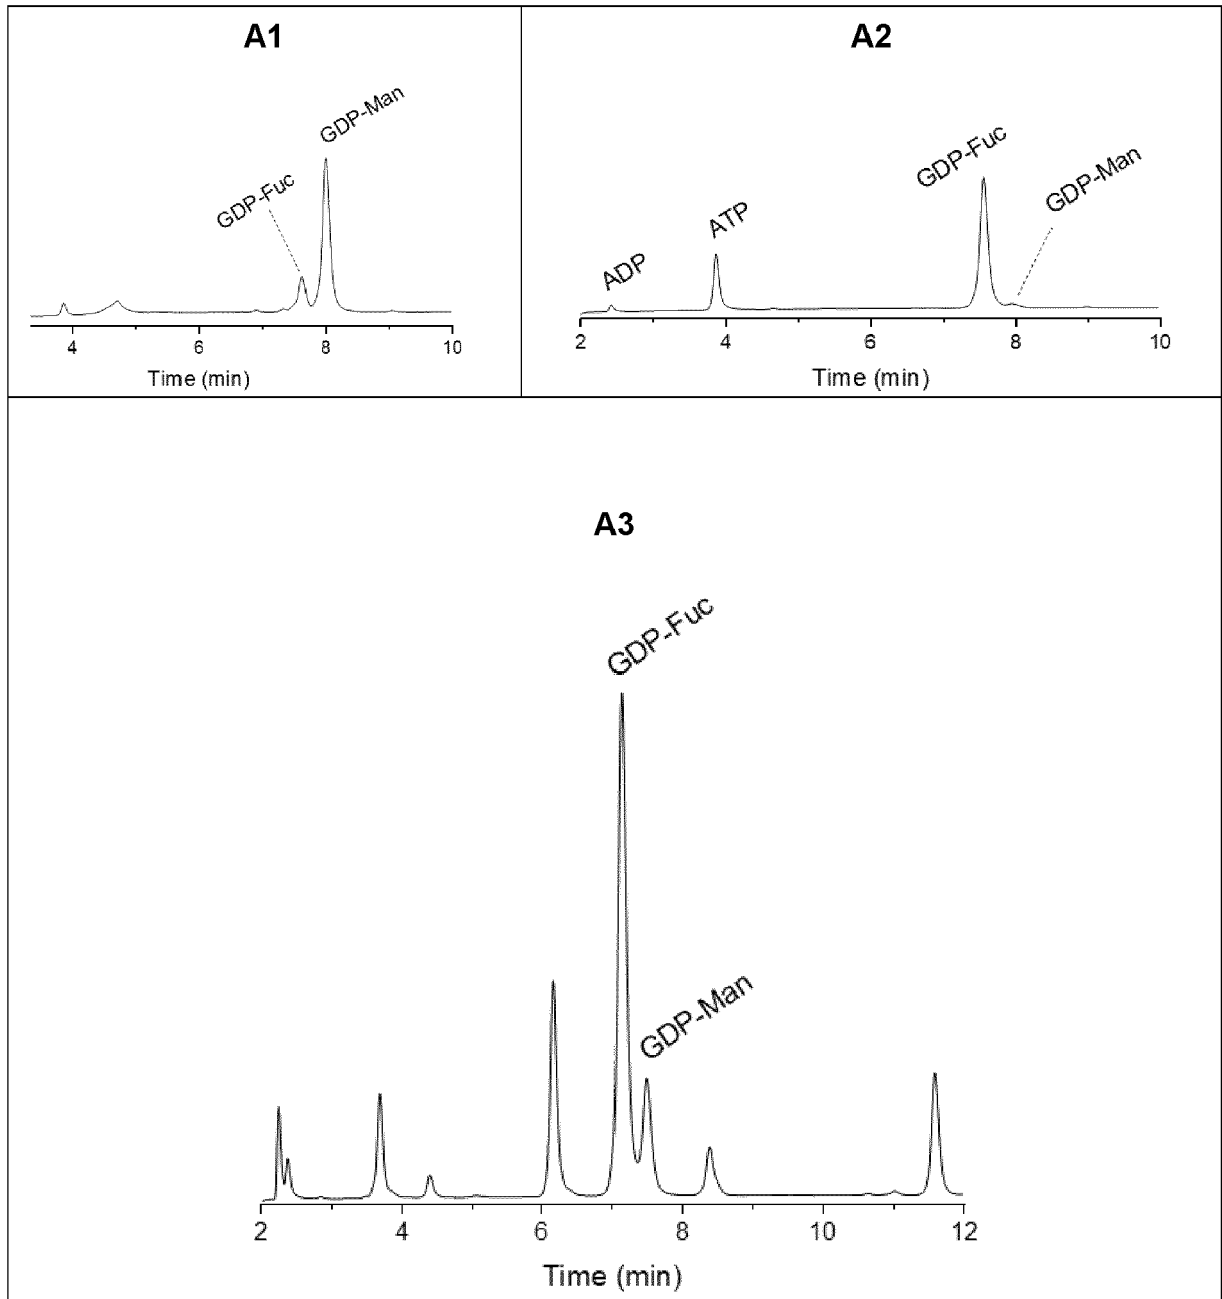 A1
GDP-Man
GDP-Fuc
4 6 8 10
Time (min)
A2
GDP-Fuc
GDP-Man
ATP
ADP
2 4 6 8 10
Time (min)
A3
GDP-Fuc
GDP-Man
2 4 6 8 10 12
Time (min)